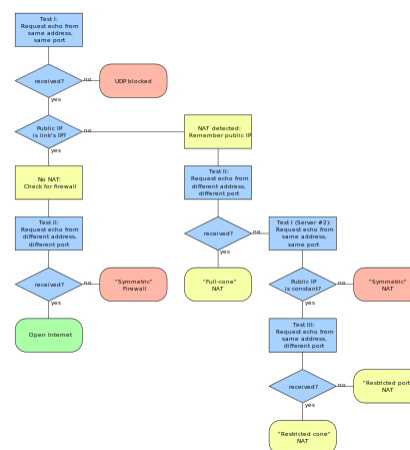 Test I:
Request echo from
same address,
same port
received?
no
UDP blocked
yes
Public IP
is link's IP?
no
NAT detected:
Remember public IP
yes
No NAT:
Check for firewall
Test II:
Request echo from
different address,
different port
Test II:
Request echo from
different address,
different port
received?
no
Test I (Server #2):
Request echo from
same address,
same port
yes
received?
no
"Symmetric"
Firewall
yes
"Full-cone"
NAT
Public IP
is constant?
no
"Symmetric"
NAT
yes
Open Internet
Test III:
Request echo from
same address,
different port
received?
no
"Restricted port
NAT
yes
"Restricted cone"
NAT